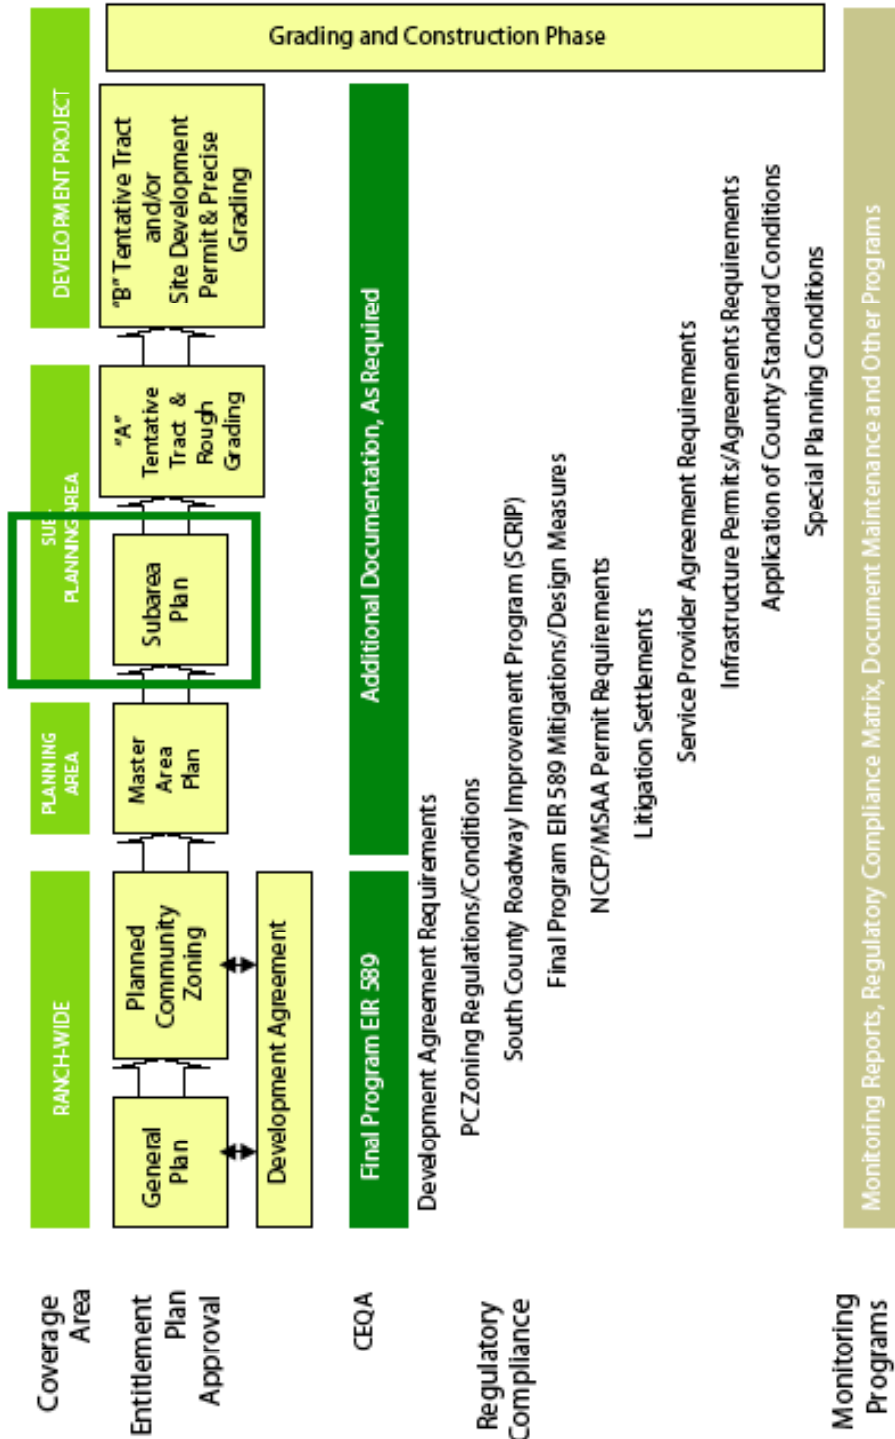 Coverage
Area
RANCH-WIDE
PLANNING
AREA
SUB-
PLANNING AREA
DEVELOPMENT PROJECT
Entitlement
Plan
Approval
General
Plan
Planned
Community
Zoning
Development Agreement
Master
Area
Plan
Subarea
Plan
"A"
Tentative
Tract &
Rough
Grading
"B" Tentative Tract
and/or
Site Development
Permit & Precise
Grading
Grading and Construction Phase
CEQA
Final Program EIR 589
Additional Documentation, As Required
Regulatory
Compliance
Development Agreement Requirements
PC Zoning Regulations/Conditions
South County Roadway Improvement Program (SCRIP)
Final Program EIR 589 Mitigations/Design Measures
NCCP/MSAA Permit Requirements
Litigation Settlements
Service Provider Agreement Requirements
Infrastructure Permits/Agreements Requirements
Application of County Standard Conditions
Special Planning Conditions
Monitoring
Programs
Monitoring Reports, Regulatory Compliance Matrix, Document Maintenance and Other Programs